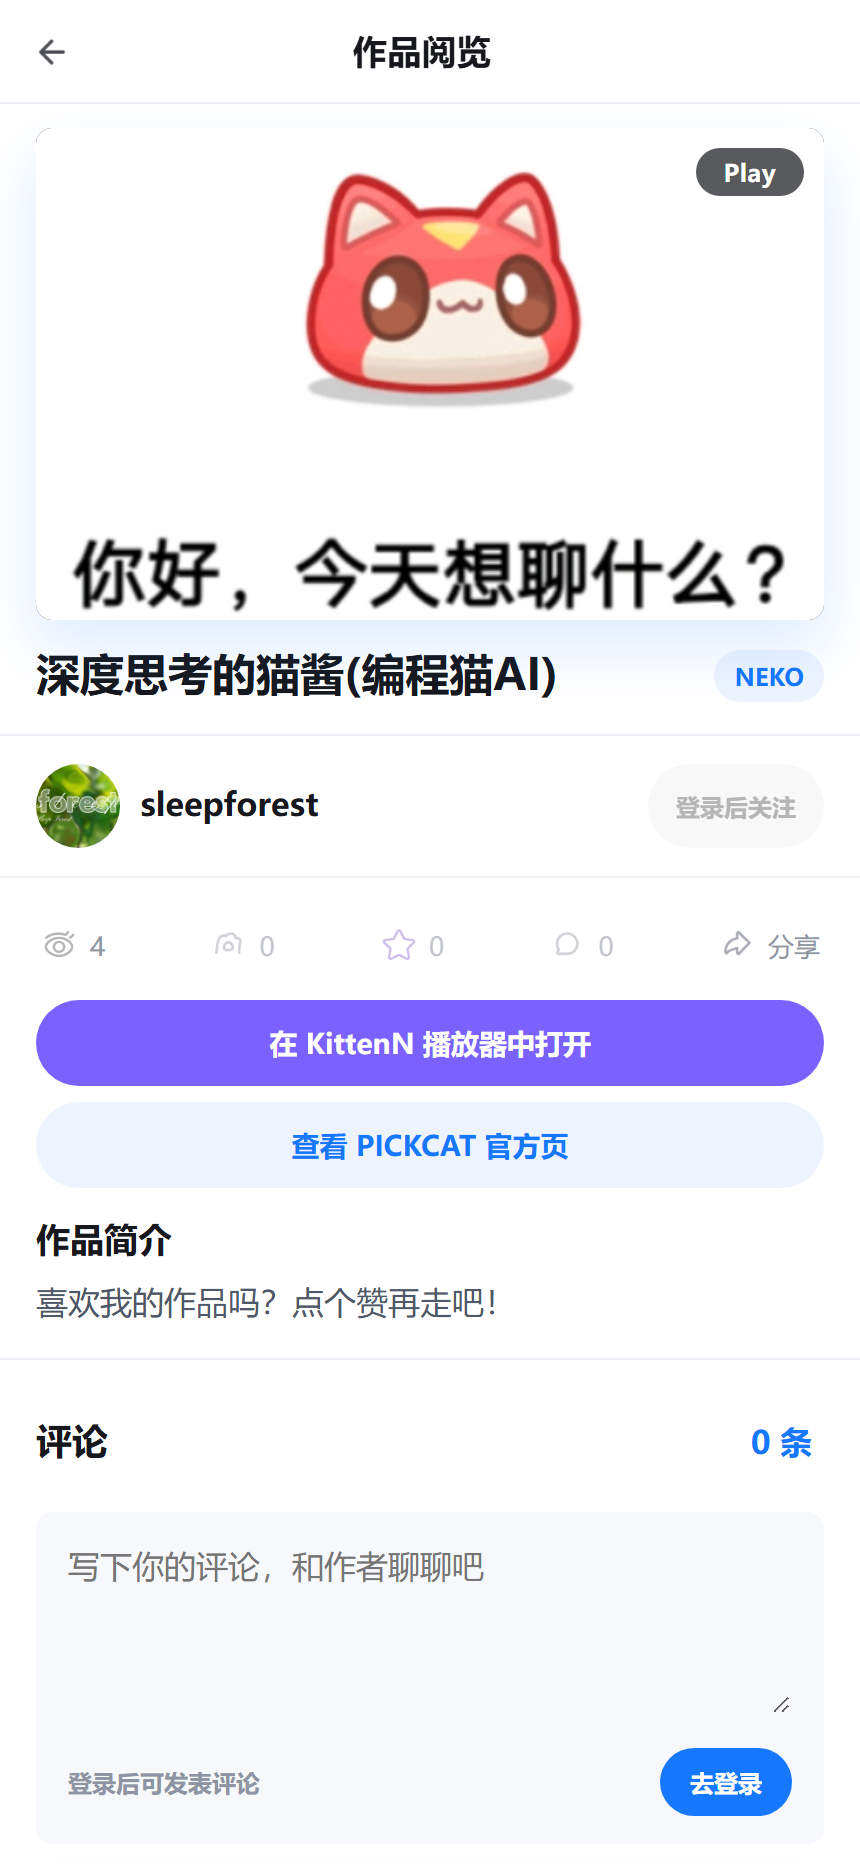 作品阅览
Play
你好，今天想聊什么？
深度思考的猫酱(编程猫AI)
NEKO
forest
sleepforest
登录后关注
4
0
0
0
分享
在 KittenN 播放器中打开
查看 PICKCAT 官方页
作品简介
喜欢我的作品吗？点个赞再走吧！
评论
0 条
写下你的评论，和作者聊聊吧
登录后可发表评论
去登录